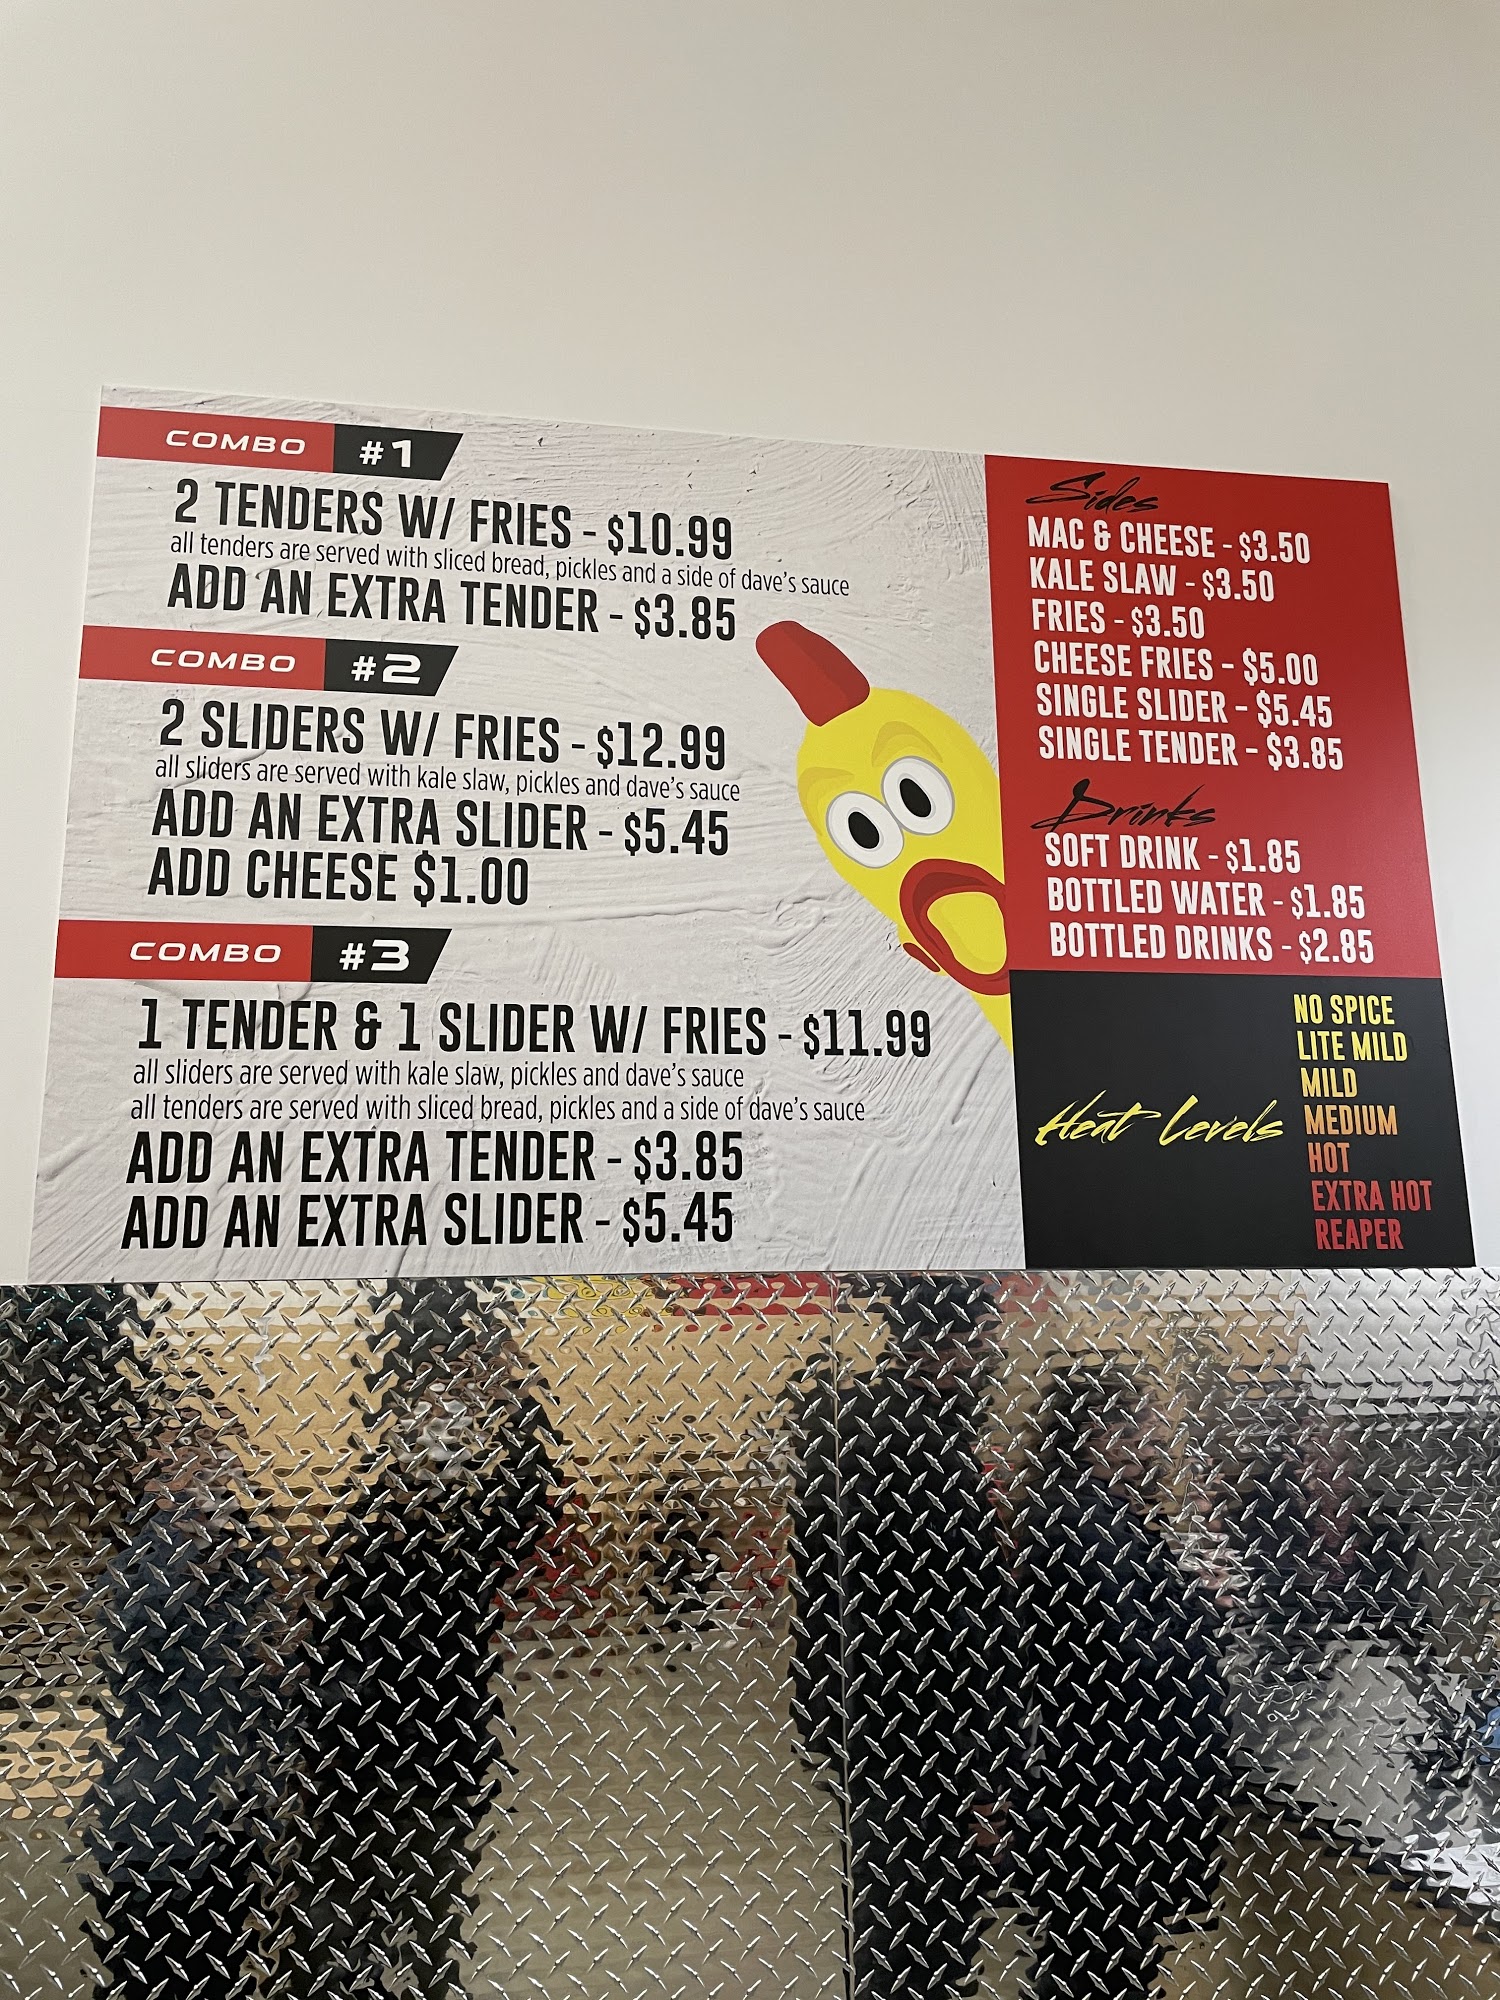 COMBO #1
2 TENDERS W/ FRIES - $10.99
all tenders are served with sliced bread, pickles and a side of dave's sauce
ADD AN EXTRA TENDER - $3.85
COMBO #2
2 SLIDERS W/ FRIES - $12.99
all sliders are served with kale slaw, pickles and dave's sauce
ADD AN EXTRA SLIDER - $5.45
ADD CHEESE $1.00
COMBO #3
1 TENDER & 1 SLIDER W/ FRIES - $11.99
all sliders are served with kale slaw, pickles and dave's sauce
all tenders are served with sliced bread, pickles and a side of dave's sauce
ADD AN EXTRA TENDER - $3.85
ADD AN EXTRA SLIDER - $5.45
Sides
MAC & CHEESE - $3.50
KALE SLAW - $3.50
FRIES - $3.50
CHEESE FRIES - $5.00
SINGLE SLIDER - $5.45
SINGLE TENDER - $3.85
Drinks
SOFT DRINK - $1.85
BOTTLED WATER - $1.85
BOTTLED DRINKS - $2.85
Heat Levels
NO SPICE
LITE MILD
MILD
MEDIUM
HOT
EXTRA HOT
REAPER